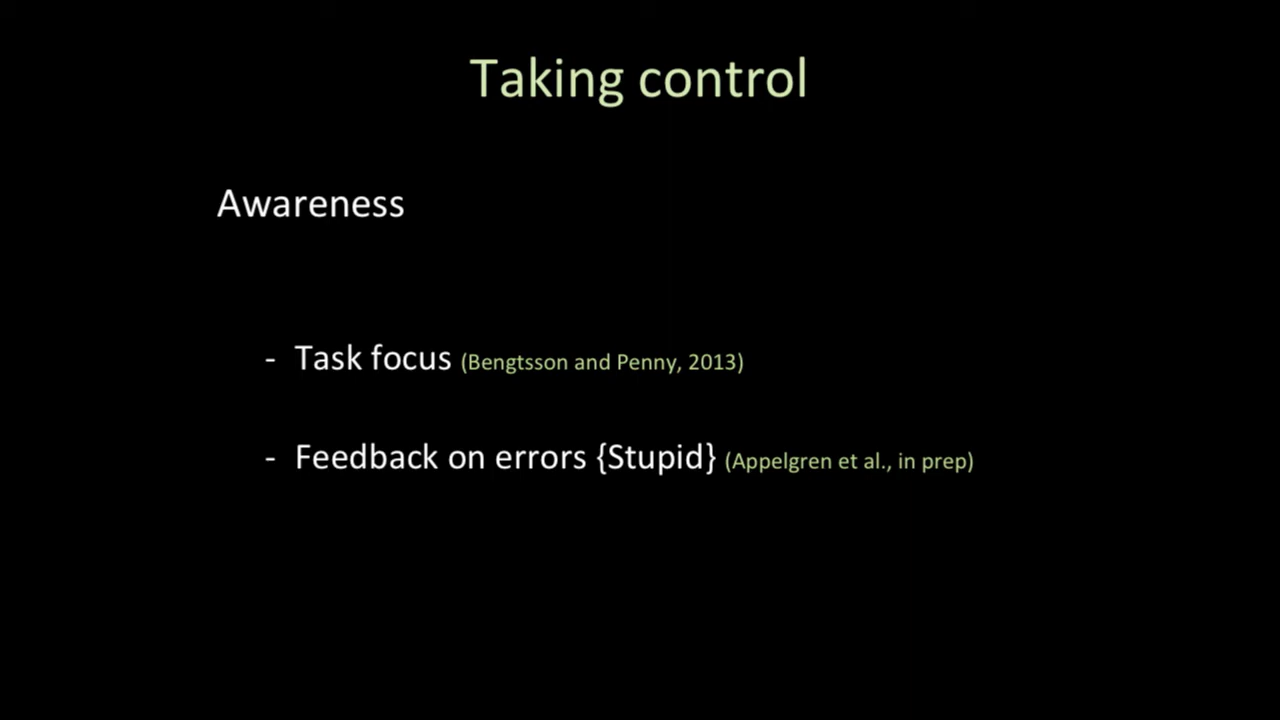 Taking control
Awareness
- Task focus (Bengtsson and Penny, 2013)
- Feedback on errors {Stupid} (Appelgren et al., in prep)